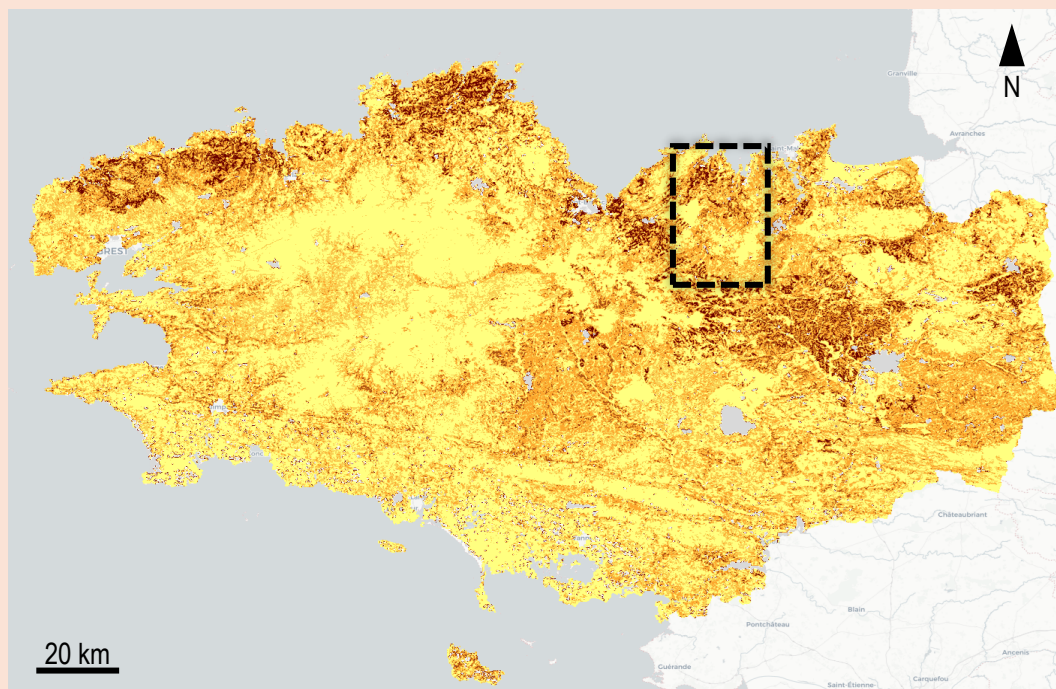 Granville
N
Avranches
BREST
Châteaubriant
Blain
Pontchâteau
20 km
Ancenis
Guérande
Carquefou
Saint-Étienne